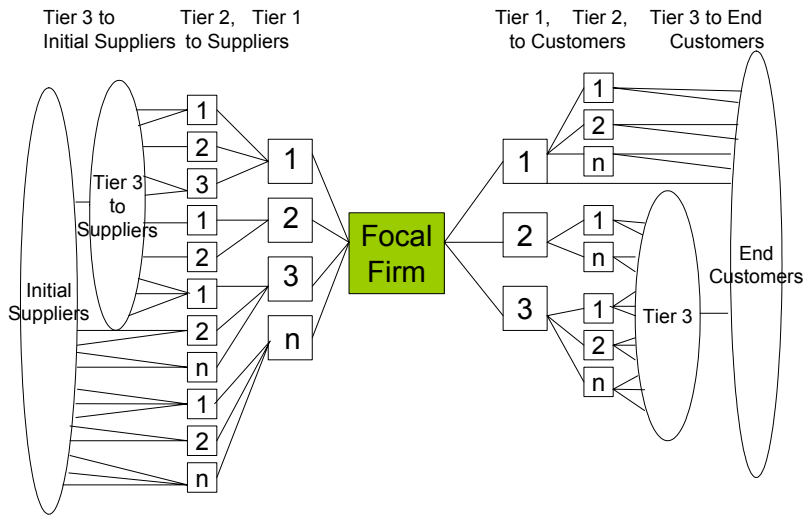 Tier 3 to Tier 2, Tier 1
Initial Suppliers to Suppliers
Tier 1, Tier 2, Tier 3 to End
to Customers Customers
Initial
Suppliers
Tier 3
to
Suppliers
1
2
3
1
2
1
2
n
1
2
n
1
2
3
n
Focal
Firm
1
2
3
1
2
n
1
n
1
2
n
Tier 3
End
Customers